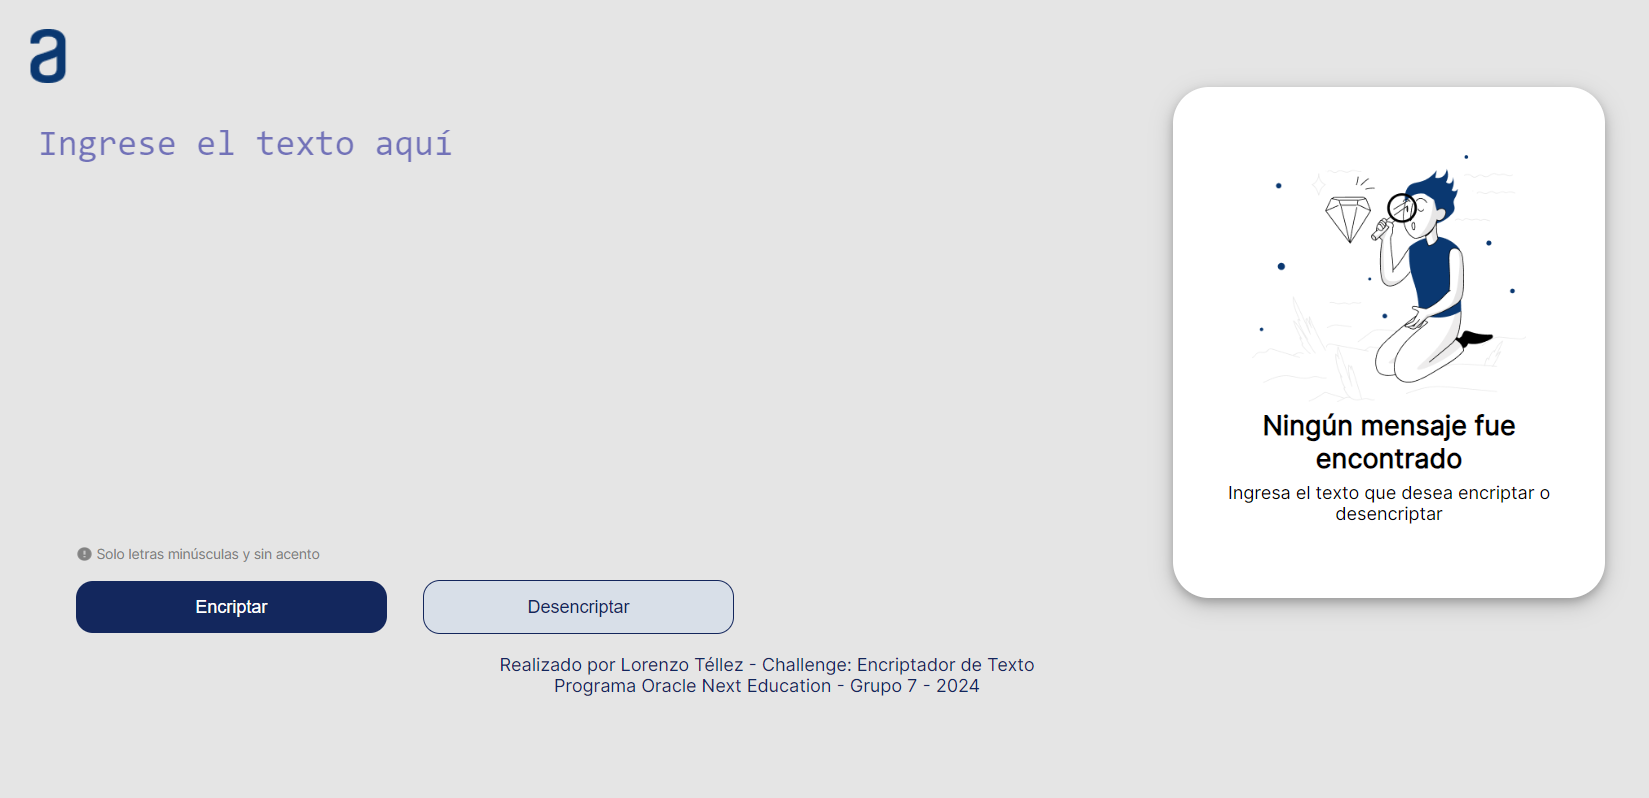 a
Ingrese el texto aquí
Ningún mensaje fue
encontrado
Ingresa el texto que desea encriptar o
desencriptar
Solo letras minúsculas y sin acento
Encriptar
Desencriptar
Realizado por Lorenzo Téllez - Challenge: Encriptador de Texto
Programa Oracle Next Education - Grupo 7 - 2024